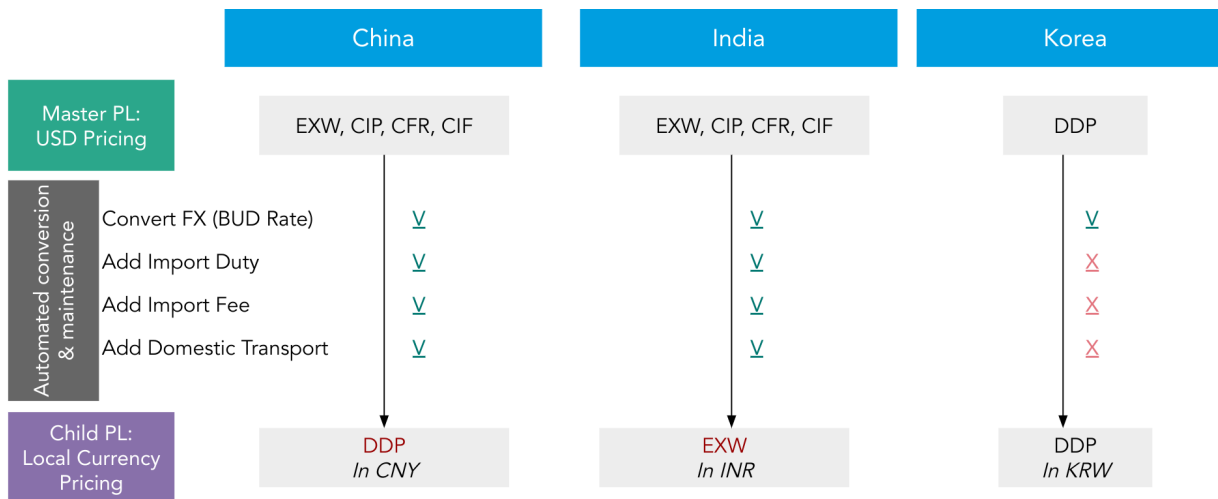 China
India
Korea
Master PL:
USD Pricing
EXW, CIP, CFR, CIF
EXW, CIP, CFR, CIF
DDP
Automated conversion
& maintenance
Convert FX (BUD Rate)
V
V
V
Add Import Duty
V
V
X
Add Import Fee
V
V
X
Add Domestic Transport
V
V
X
Child PL:
Local Currency
Pricing
DDP
In CNY
EXW
In INR
DDP
In KRW